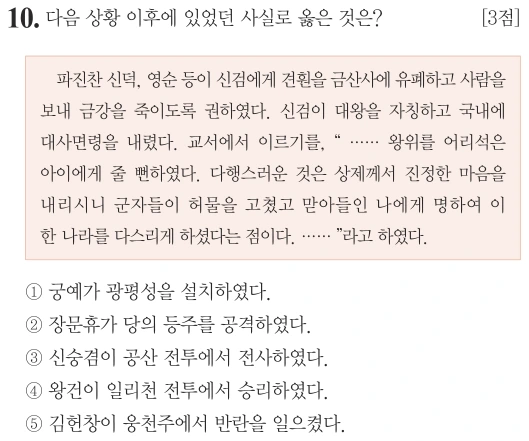 10. 다음 상황 이후에 있었던 사실로 옳은 것은? [3점]
파진찬 신덕, 영순 등이 신검에게 견훤을 금산사에 유폐하고 사람을
보내 금강을 죽이도록 권하였다. 신검이 대왕을 자칭하고 국내에
대사면령을 내렸다. 교서에서 이르기를, “ …… 왕위를 어리석은
아이에게 줄 뻔하였다. 다행스러운 것은 상제께서 진정한 마음을
내리시니 군자들이 허물을 고쳤고 맏아들인 나에게 명하여 이
한 나라를 다스리게 하셨다는 점이다. …… ”라고 하였다.
① 궁예가 광평성을 설치하였다.
② 장문휴가 당의 등주를 공격하였다.
③ 신숭겸이 공산 전투에서 전사하였다.
④ 왕건이 일리천 전투에서 승리하였다.
⑤ 김헌창이 웅천주에서 반란을 일으켰다.